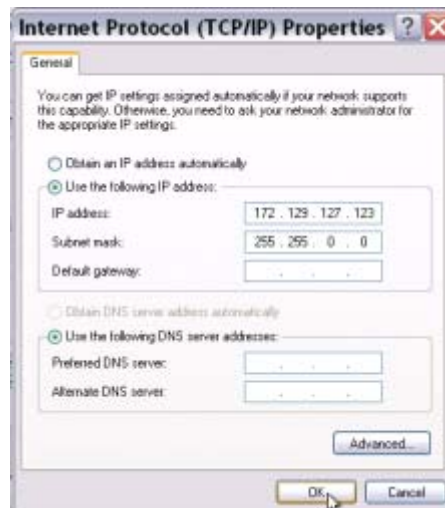 Internet Protocol (TCP/IP) Properties
General
You can get IP settings assigned automatically if your network supports
this capability. Otherwise, you need to ask your network administrator for
the appropriate IP settings.
Obtain an IP address automatically
Use the following IP address:
IP address: 172 . 129 . 127 . 123
Subnet mask: 255 . 255 . 0 . 0
Default gateway: . . .
Obtain DNS server address automatically
Use the following DNS server addresses:
Preferred DNS server: . . .
Alternate DNS server: . . .
Advanced...
OK Cancel